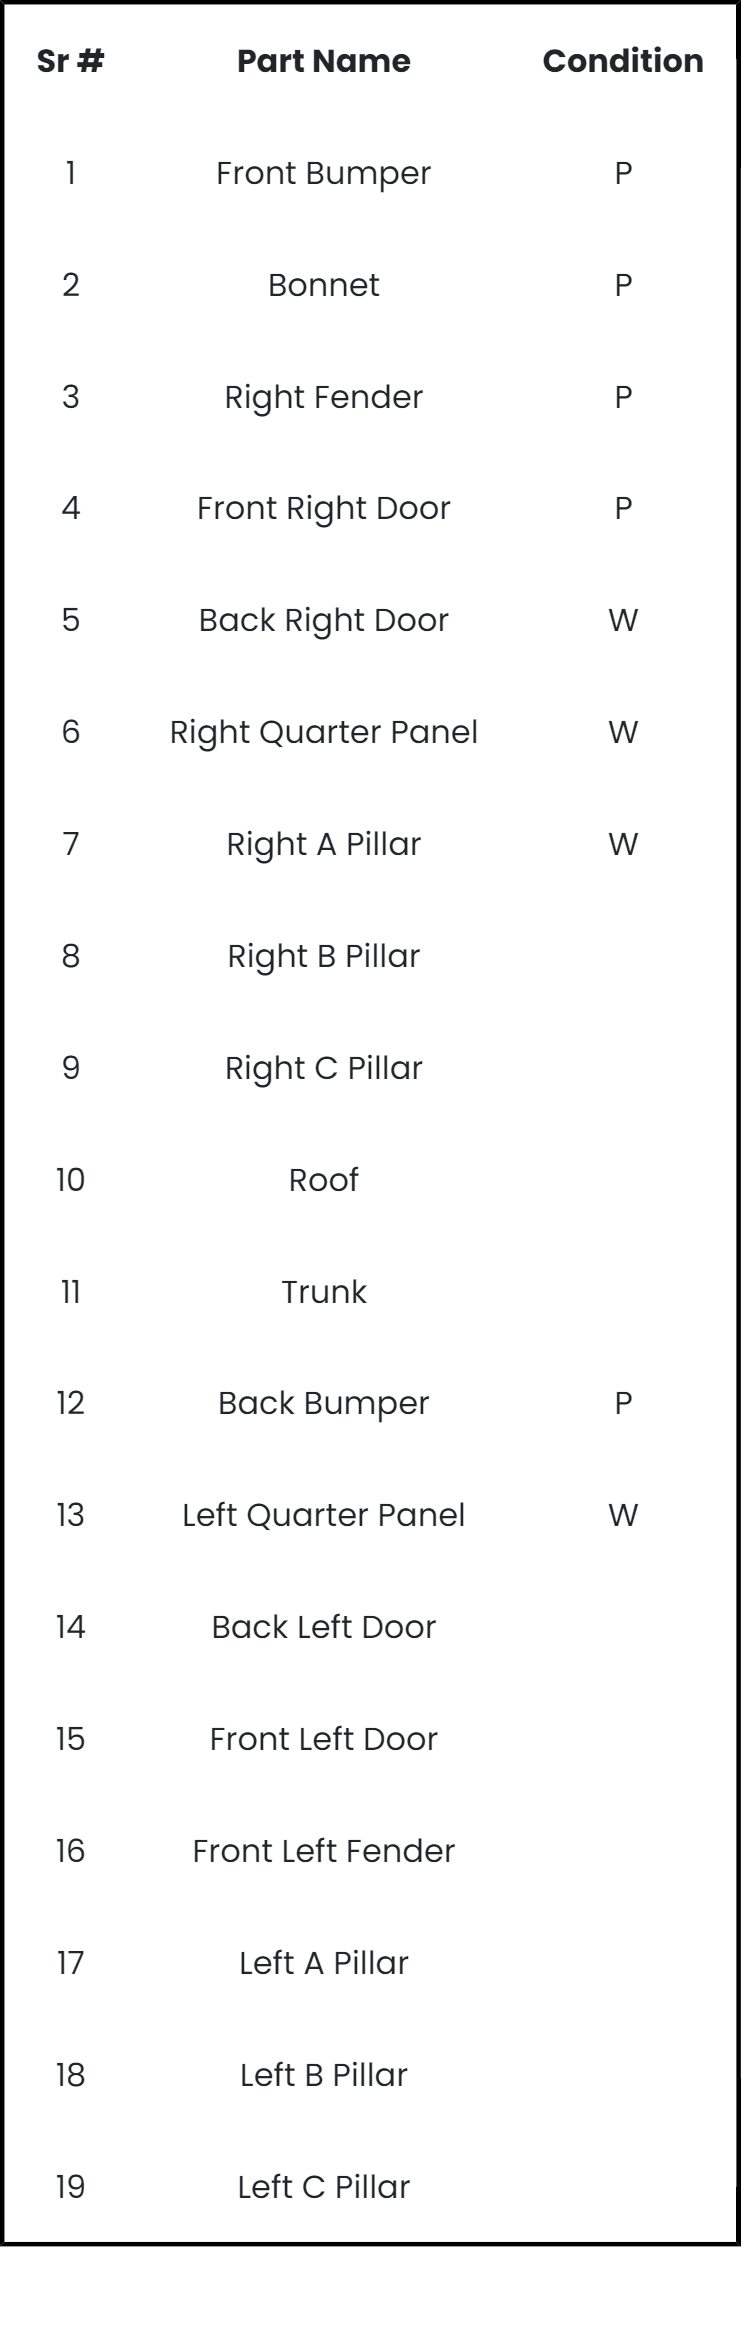 Sr # Part Name Condition
1 Front Bumper P
2 Bonnet P
3 Right Fender P
4 Front Right Door P
5 Back Right Door W
6 Right Quarter Panel W
7 Right A Pillar W
8 Right B Pillar
9 Right C Pillar
10 Roof
11 Trunk
12 Back Bumper P
13 Left Quarter Panel W
14 Back Left Door
15 Front Left Door
16 Front Left Fender
17 Left A Pillar
18 Left B Pillar
19 Left C Pillar